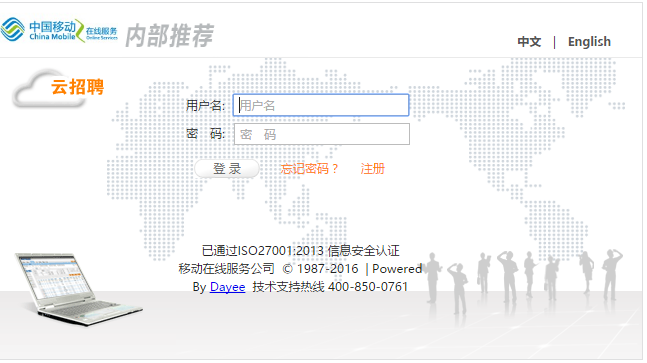 中国移动 在线服务 内部推荐
China Mobile Online Services
中文 | English
云招聘
用户名: 用户名
密 码: 密 码
登 录 忘记密码 ? 注册
已通过ISO27001:2013 信息安全认证
移动在线服务公司 © 1987-2016 | Powered
By Dayee 技术支持热线 400-850-0761